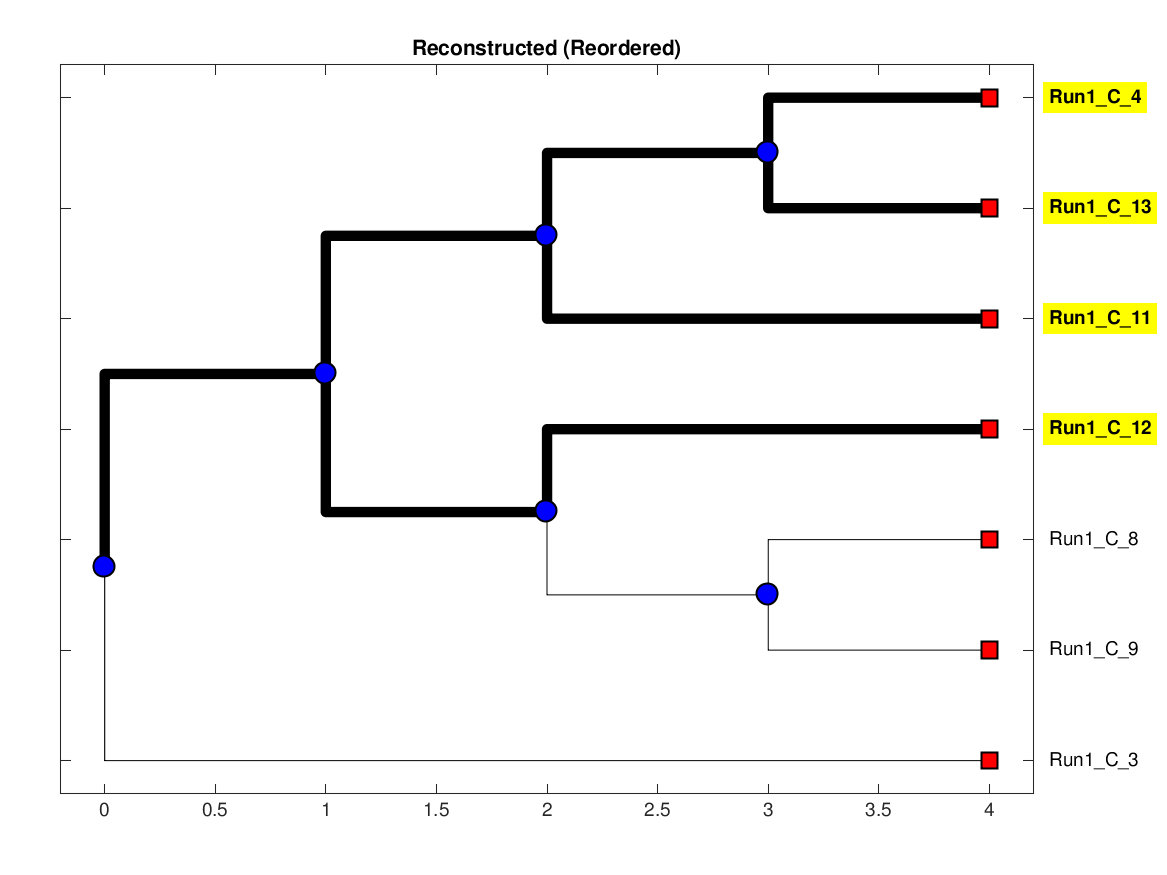 Reconstructed (Reordered)
Run1_C_4
Run1_C_13
Run1_C_11
Run1_C_12
Run1_C_8
Run1_C_9
Run1_C_3
0 0.5 1 1.5 2 2.5 3 3.5 4